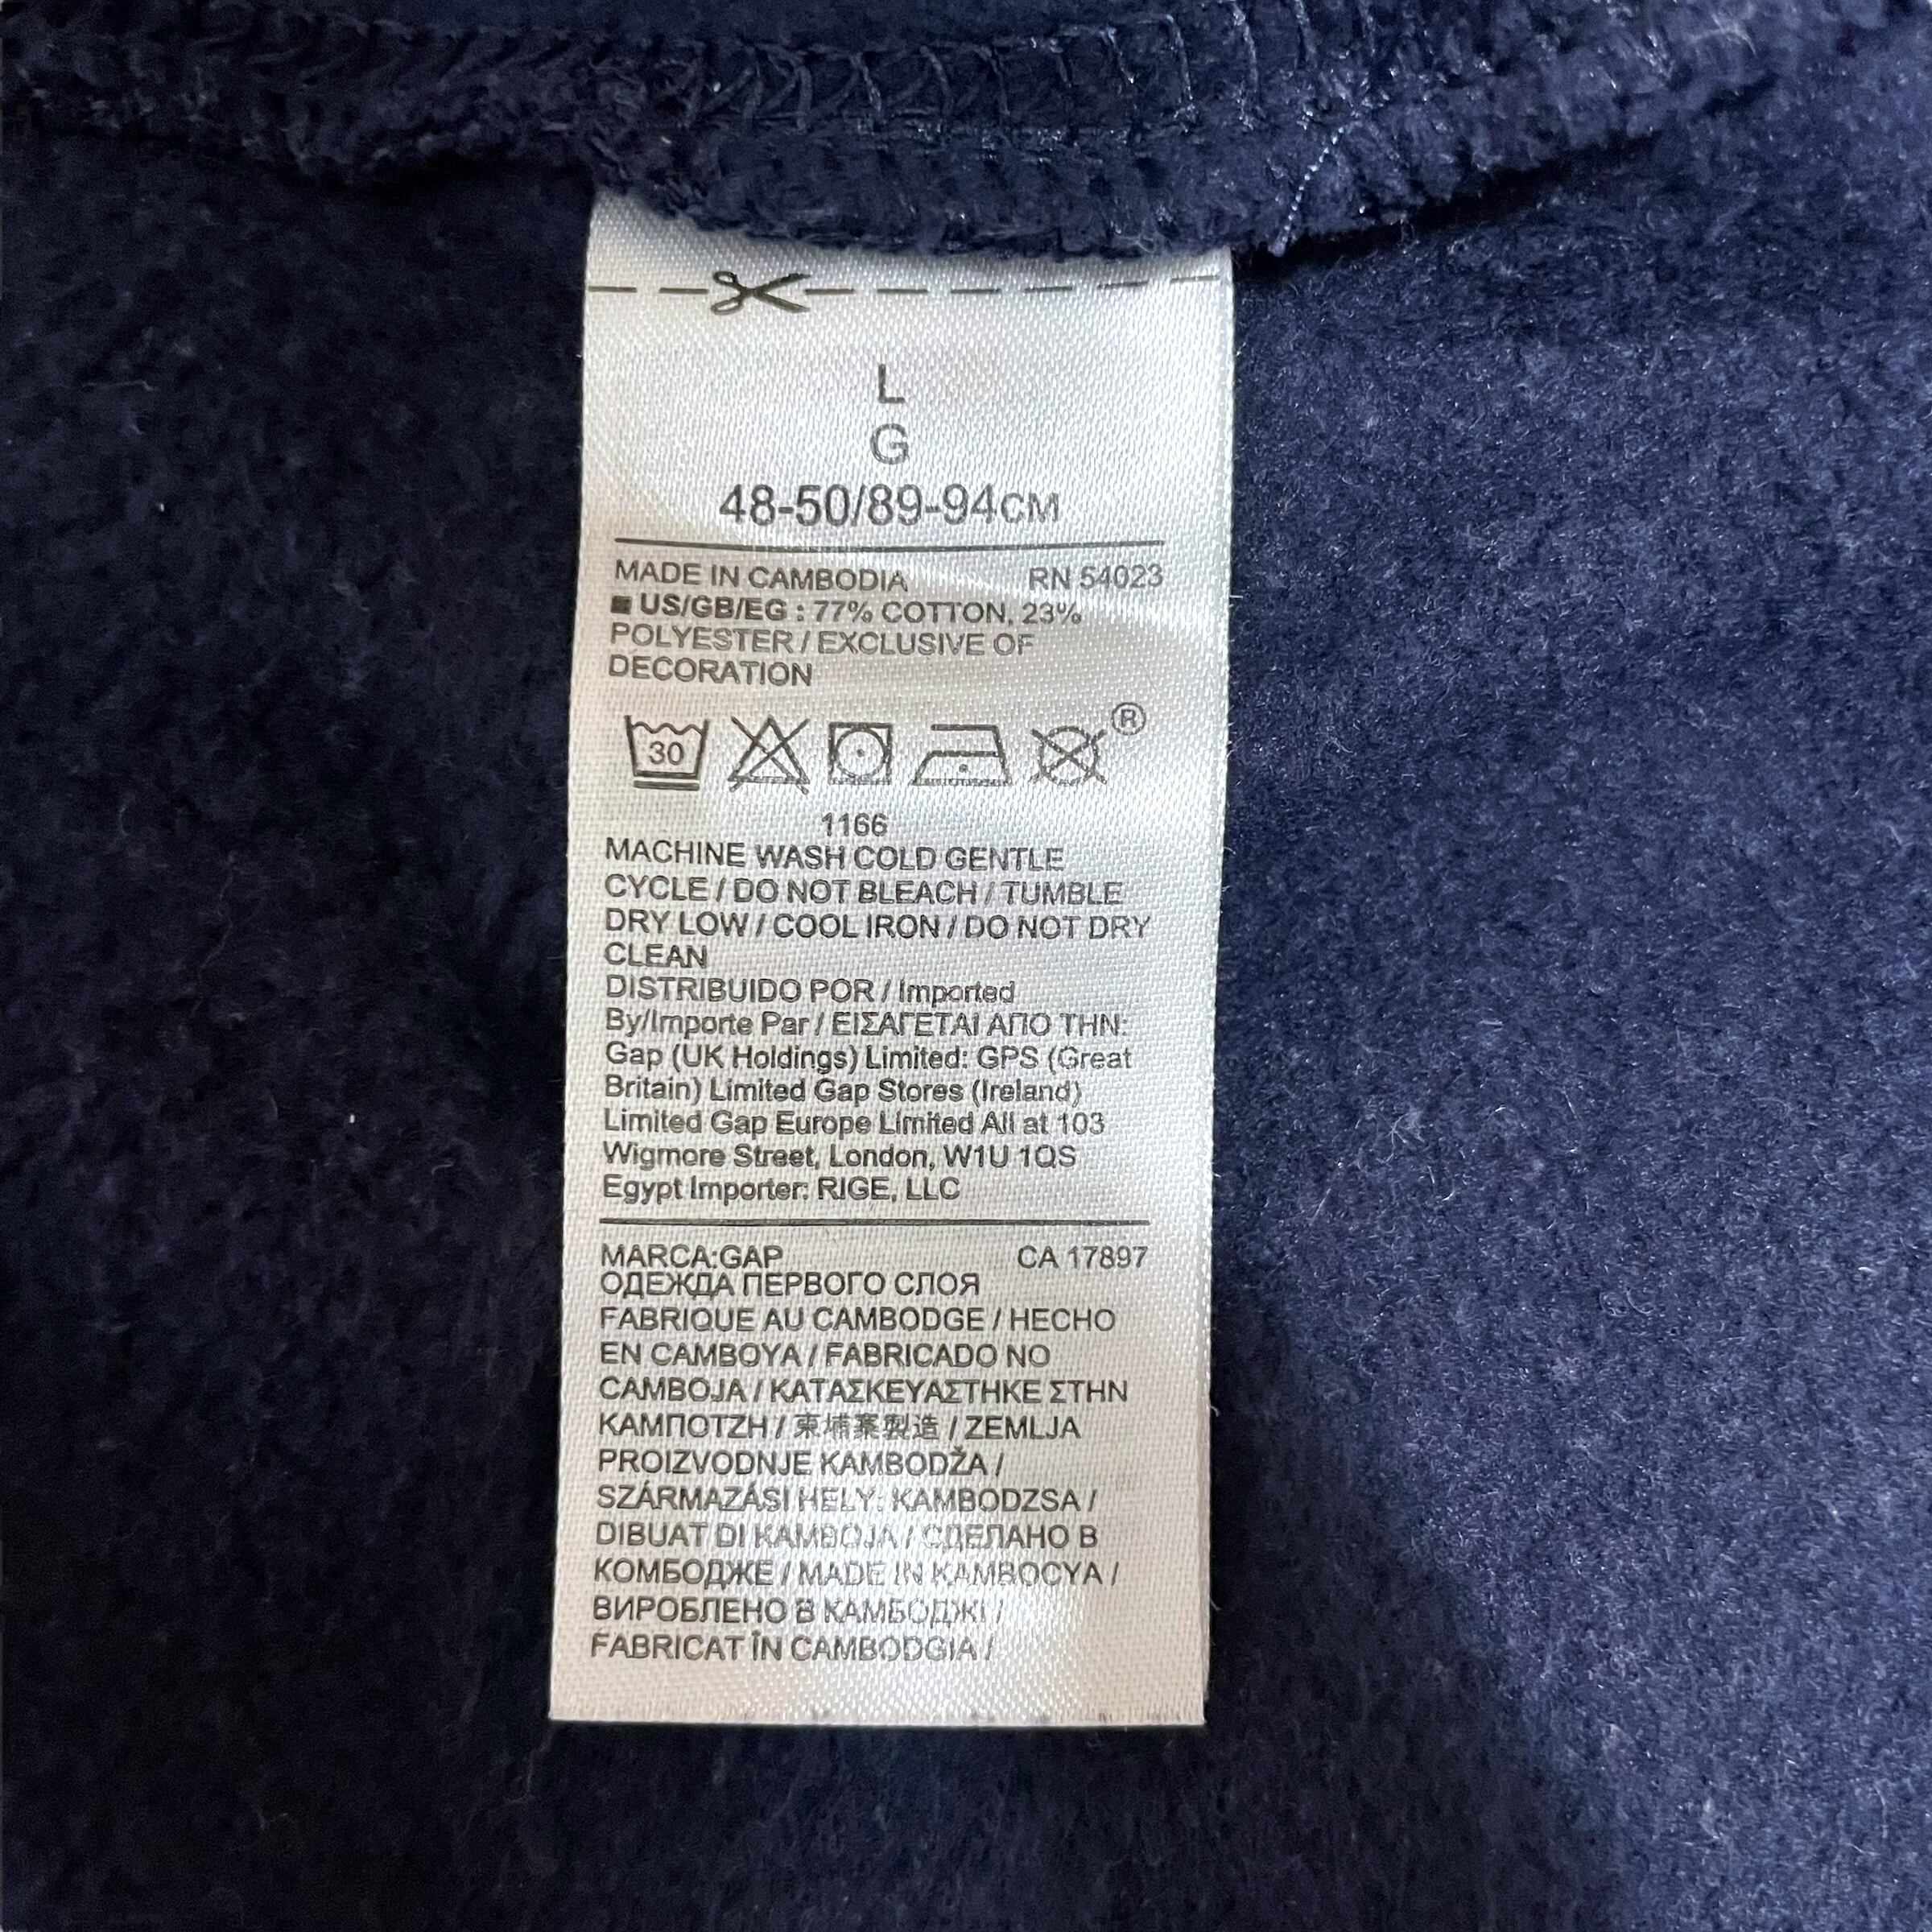 L
G
48-50/89-94CM
MADE IN CAMBODIA RN 54023
■ US/GB/EG : 77% COTTON, 23%
POLYESTER / EXCLUSIVE OF
DECORATION
30 ®
1166
MACHINE WASH COLD GENTLE
CYCLE / DO NOT BLEACH / TUMBLE
DRY LOW / COOL IRON / DO NOT DRY
CLEAN
DISTRIBUIDO POR / Imported
By/Importe Par / ΕΙΣΑΓΕΤΑΙ ΑΠΟ ΤΗΝ:
Gap (UK Holdings) Limited: GPS (Great
Britain) Limited Gap Stores (Ireland)
Limited Gap Europe Limited All at 103
Wigmore Street, London, W1U 1QS
Egypt Importer: RIGE, LLC
MARCA:GAP CA 17897
ОДЕЖДА ПЕРВОГО СЛОЯ
FABRIQUE AU CAMBODGE / HECHO
EN CAMBOYA / FABRICADO NO
CAMBOJA / ΚΑΤΑΣΚΕΥΑΣΤΗΚΕ ΣΤΗΝ
ΚΑΜΠΟΤΖΗ / 柬埔寨製造 / ZEMLJA
PROIZVODNJE KAMBODŽA /
SZÁRMAZÁSI HELY: KAMBODZSA /
DIBUAT DI KAMBOJA / СДЕЛАНО В
КОМБОДЖЕ / MADE IN KAMBOCYA /
ВИРОБЛЕНО В КАМБОДЖІ /
FABRICAT ÎN CAMBODGIA /